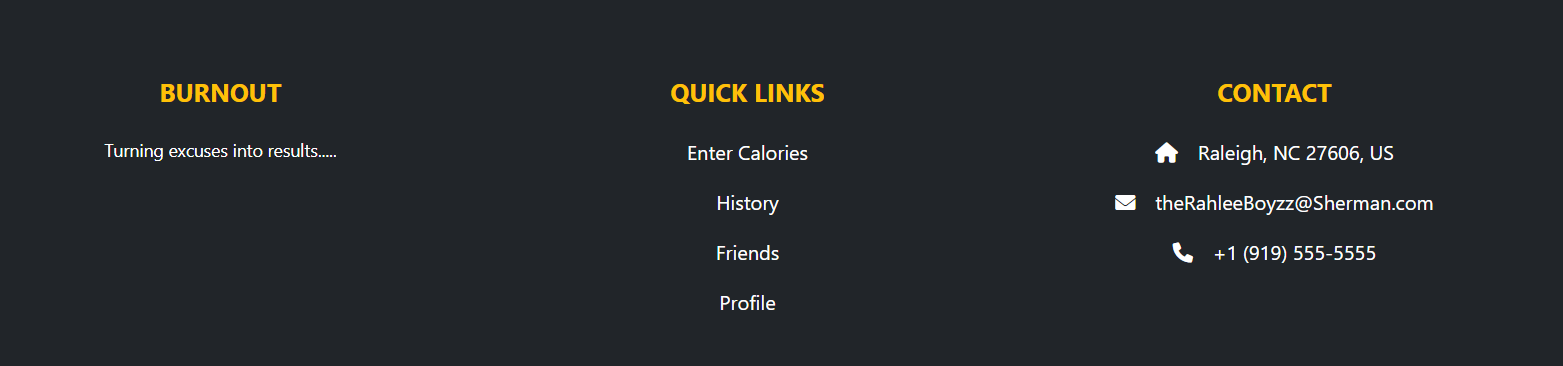 BURNOUT
Turning excuses into results.....
QUICK LINKS
Enter Calories
History
Friends
Profile
CONTACT
Raleigh, NC 27606, US
theRahleeBoyzz@Sherman.com
+1 (919) 555-5555